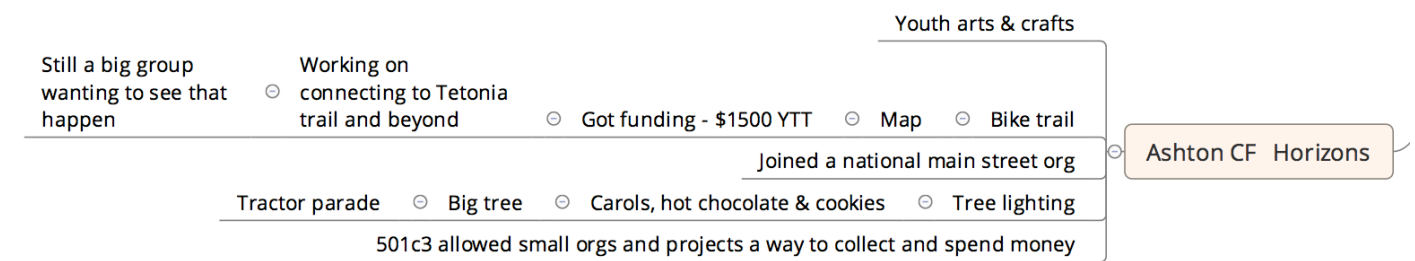 Youth arts & crafts
Still a big group
wanting to see that
happen
Working on
connecting to Tetonia
trail and beyond
Got funding - $1500 YTT
Map
Bike trail
Ashton CF Horizons
Joined a national main street org
Tractor parade
Big tree
Carols, hot chocolate & cookies
Tree lighting
501c3 allowed small orgs and projects a way to collect and spend money